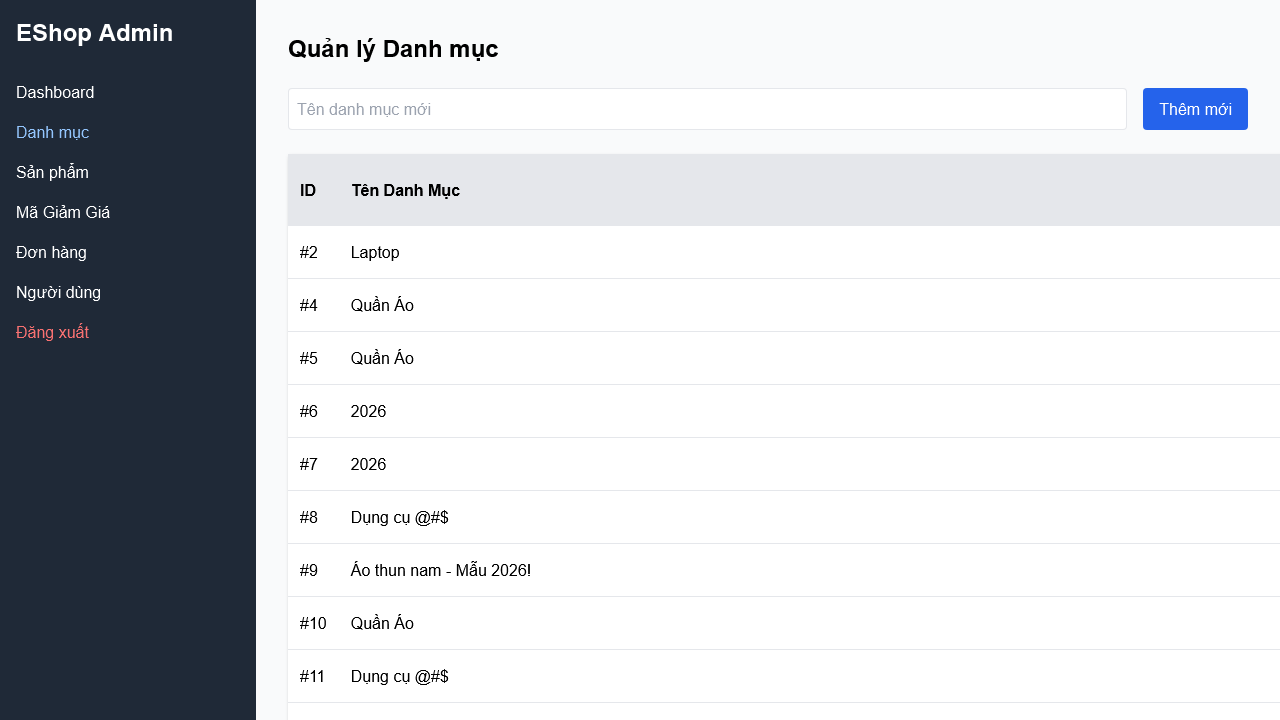 EShop Admin
Dashboard
Danh mục
Sản phẩm
Mã Giảm Giá
Đơn hàng
Người dùng
Đăng xuất
Quản lý Danh mục
Tên danh mục mới
Thêm mới
ID Tên Danh Mục
#2 Laptop
#4 Quần Áo
#5 Quần Áo
#6 2026
#7 2026
#8 Dụng cụ @#$
#9 Áo thun nam - Mẫu 2026!
#10 Quần Áo
#11 Dụng cụ @#$